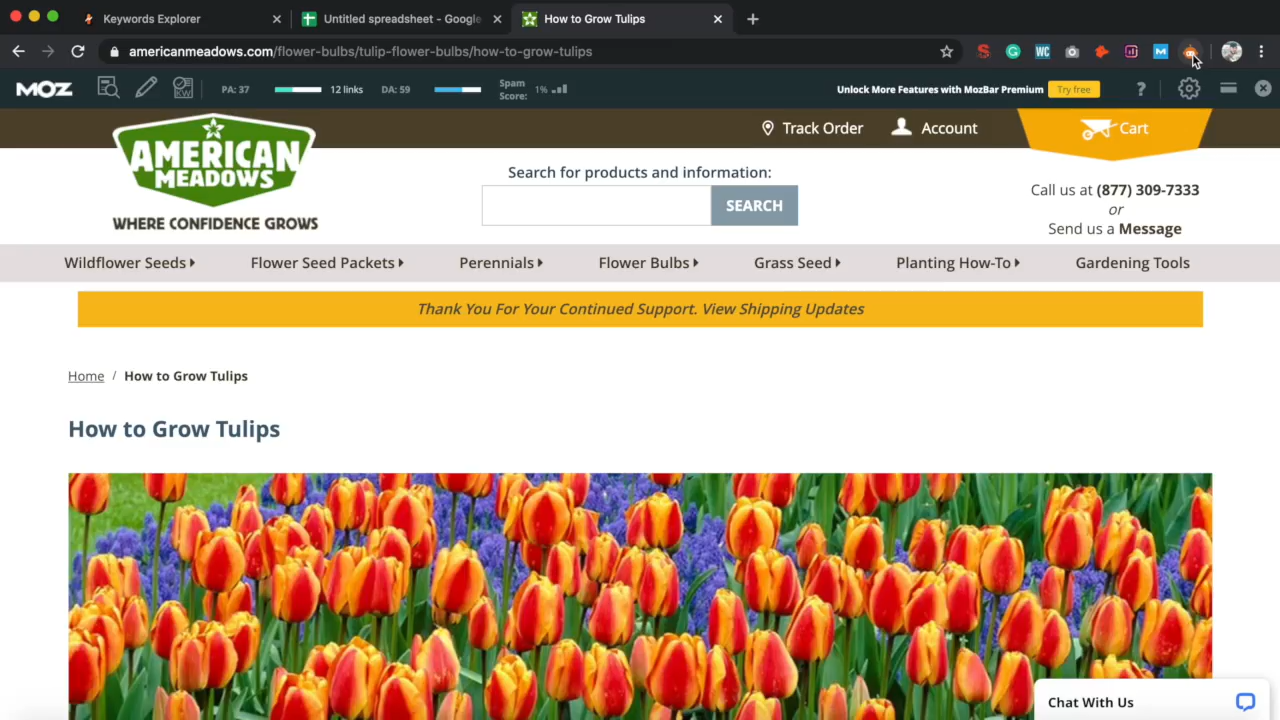 Keywords Explorer
Untitled spreadsheet - Google
How to Grow Tulips
americanmeadows.com/flower-bulbs/tulip-flower-bulbs/how-to-grow-tulips
MOZ
PA: 37
12 links
DA: 59
Spam
Score:
1%
Unlock More Features with MozBar Premium
Try free
AMERICAN
MEADOWS
WHERE CONFIDENCE GROWS
Track Order
Account
Cart
Search for products and information:
SEARCH
Call us at (877) 309-7333
or
Send us a Message
Wildflower Seeds
Flower Seed Packets
Perennials
Flower Bulbs
Grass Seed
Planting How-To
Gardening Tools
Thank You For Your Continued Support. View Shipping Updates
Home / How to Grow Tulips
How to Grow Tulips
Chat With Us